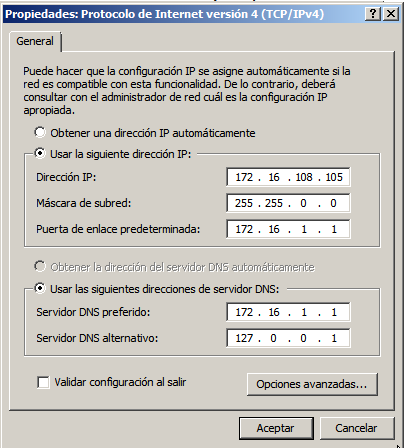 Propiedades: Protocolo de Internet versión 4 (TCP/IPv4)
General
Puede hacer que la configuración IP se asigne automáticamente si la
red es compatible con esta funcionalidad. De lo contrario, deberá
consultar con el administrador de red cuál es la configuración IP
apropiada.
Obtener una dirección IP automáticamente
Usar la siguiente dirección IP:
Dirección IP: 172 . 16 . 108 . 105
Máscara de subred: 255 . 255 . 0 . 0
Puerta de enlace predeterminada: 172 . 16 . 1 . 1
Obtener la dirección del servidor DNS automáticamente
Usar las siguientes direcciones de servidor DNS:
Servidor DNS preferido: 172 . 16 . 1 . 1
Servidor DNS alternativo: 127 . 0 . 0 . 1
Validar configuración al salir
Opciones avanzadas...
Aceptar Cancelar